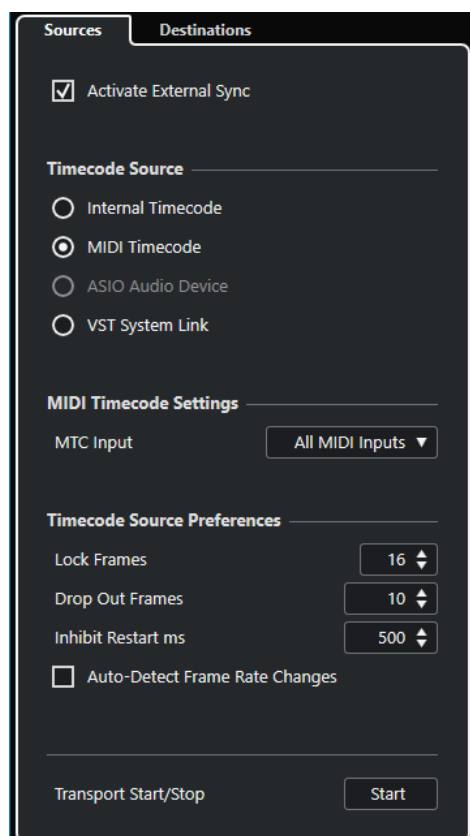 Sources Destinations
Activate External Sync
Timecode Source
Internal Timecode
MIDI Timecode
ASIO Audio Device
VST System Link
MIDI Timecode Settings
MTC Input All MIDI Inputs
Timecode Source Preferences
Lock Frames 16
Drop Out Frames 10
Inhibit Restart ms 500
Auto-Detect Frame Rate Changes
Transport Start/Stop Start